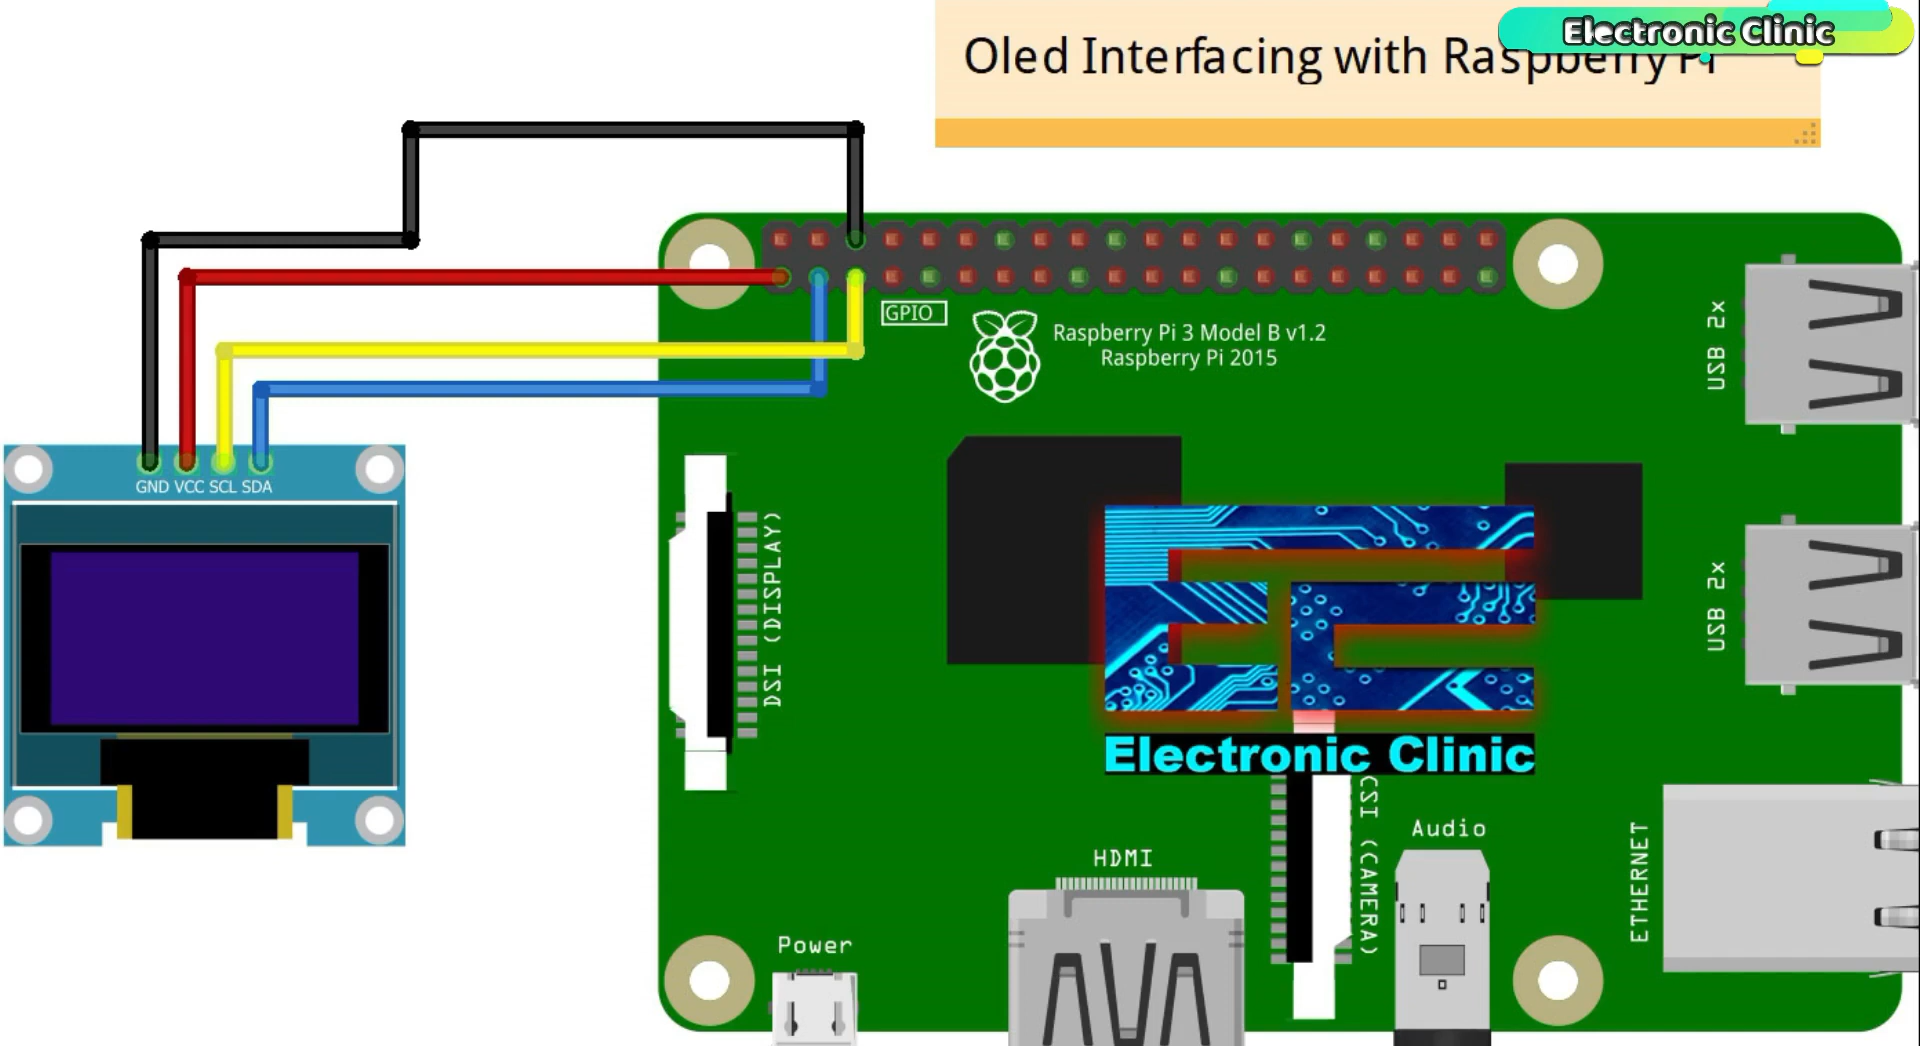 Electronic Clinic
Oled Interfacing with Raspberry Pi
GPIO
Raspberry Pi 3 Model B v1.2
Raspberry Pi 2015
USB 2x
GND VCC SCL SDA
DSI (DISPLAY)
USB 2x
Electronic Clinic
CSI (CAMERA)
Audio
ETHERNET
HDMI
Power